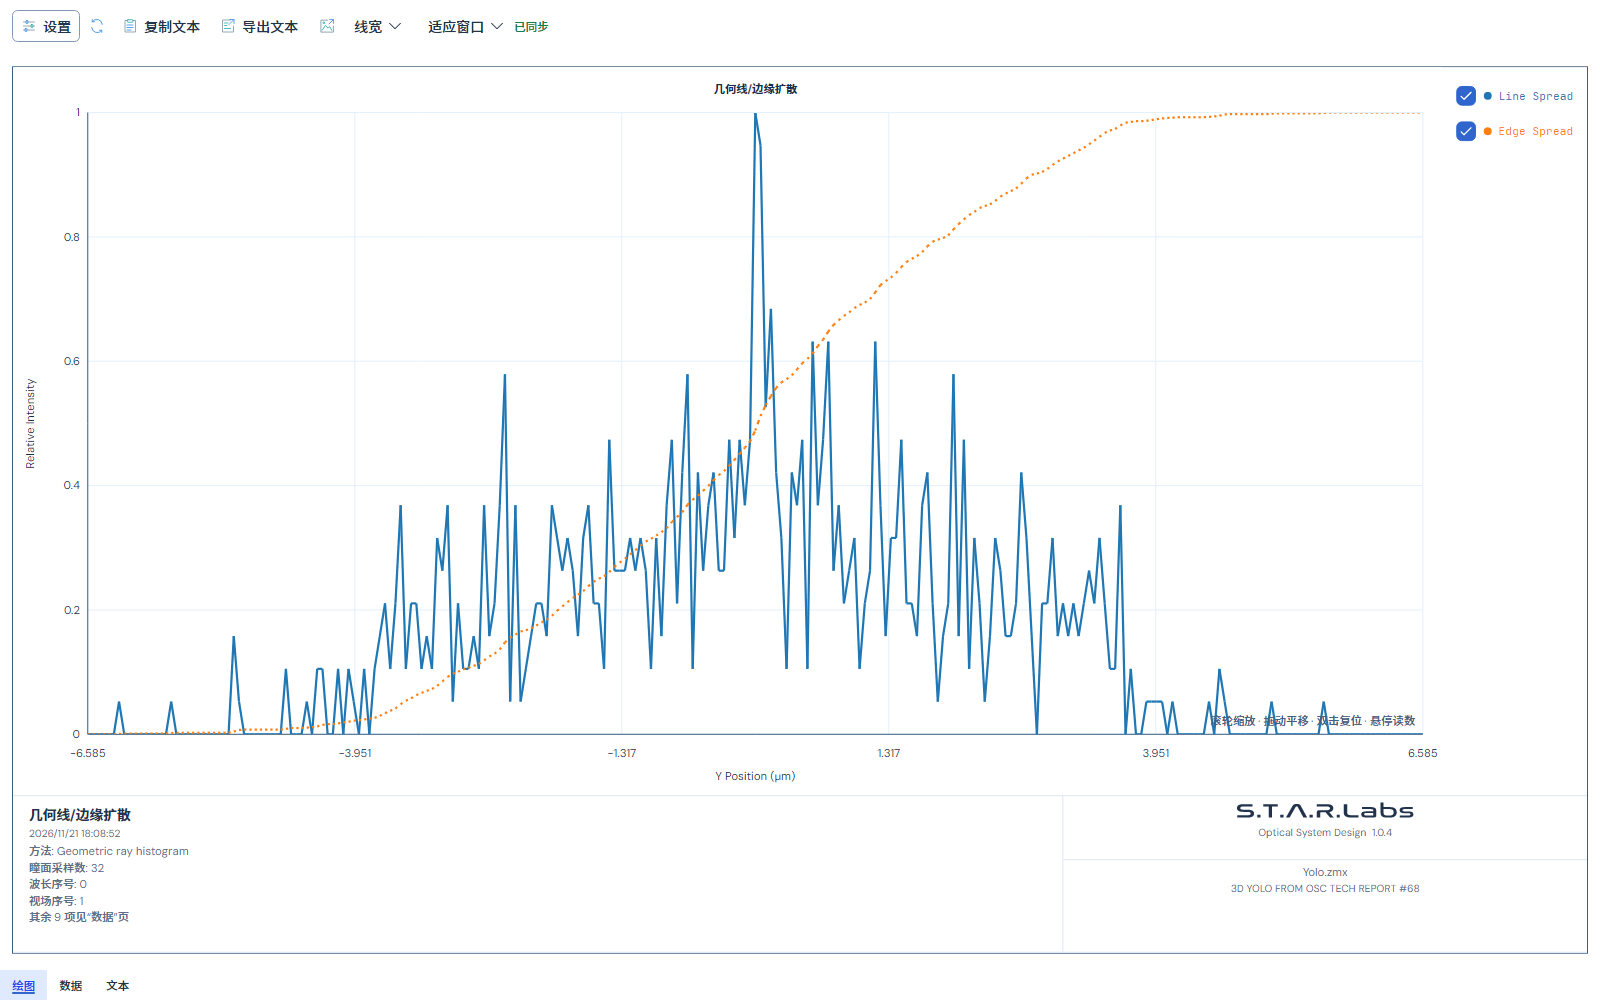 设置 复制文本 导出文本 线宽 适应窗口 已同步
几何线/边缘扩散
Line Spread
Edge Spread
1
0.8
0.6
0.4
0.2
0
Relative Intensity
滚轮缩放 · 拖动平移 · 双击复位 · 悬停读数
-6.585 -3.951 -1.317 1.317 3.951 6.585
Y Position (μm)
几何线/边缘扩散
2026/11/21 18:08:52
方法: Geometric ray histogram
瞳面采样数: 32
波长序号: 0
视场序号: 1
其余 9 项见“数据”页
S.T.A.R.Labs
Optical System Design 1.0.4
Yolo.zmx
3D YOLO FROM OSC TECH REPORT #68
绘图 数据 文本